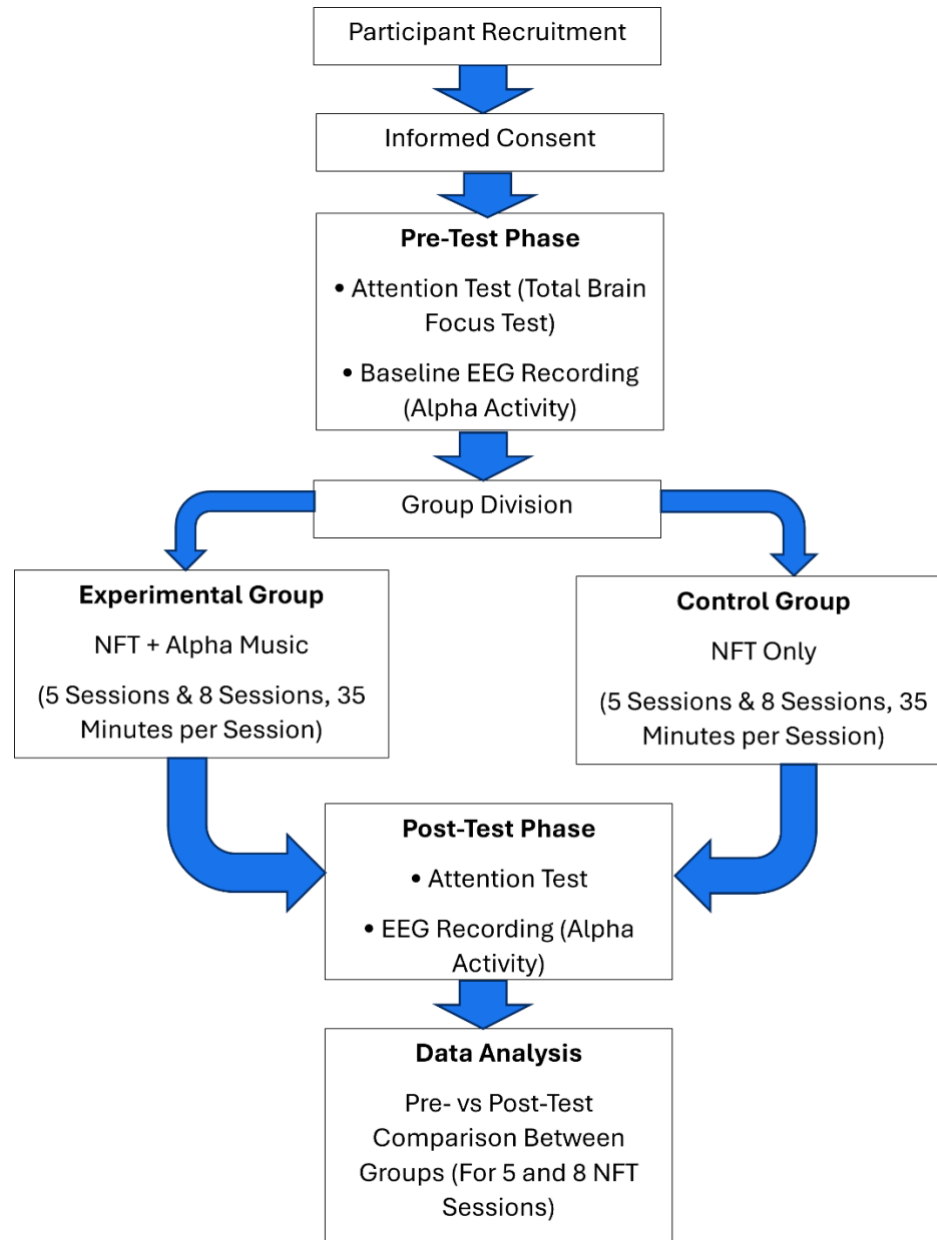 Participant Recruitment
Informed Consent
Pre-Test Phase
• Attention Test (Total Brain
Focus Test)
• Baseline EEG Recording
(Alpha Activity)
Group Division
Experimental Group
NFT + Alpha Music
(5 Sessions & 8 Sessions, 35
Minutes per Session)
Control Group
NFT Only
(5 Sessions & 8 Sessions, 35
Minutes per Session)
Post-Test Phase
• Attention Test
• EEG Recording (Alpha
Activity)
Data Analysis
Pre- vs Post-Test
Comparison Between
Groups (For 5 and 8 NFT
Sessions)